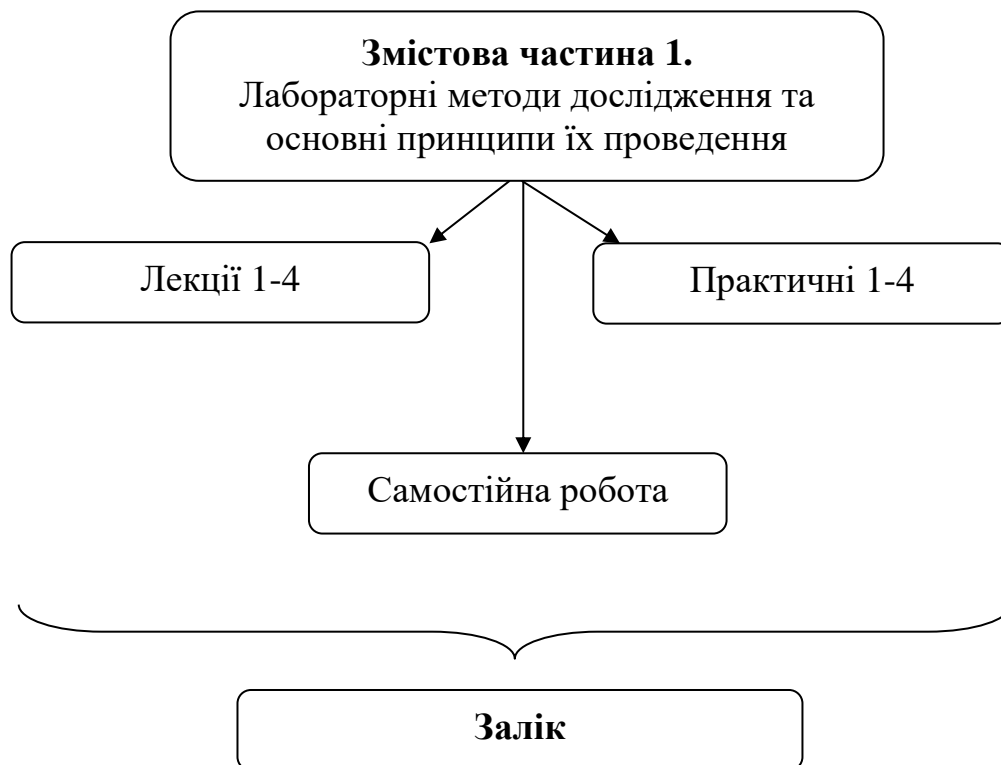 Змістова частина 1.
Лабораторні методи дослідження та
основні принципи їх проведення
Лекції 1-4
Практичні 1-4
Самостійна робота
Залік